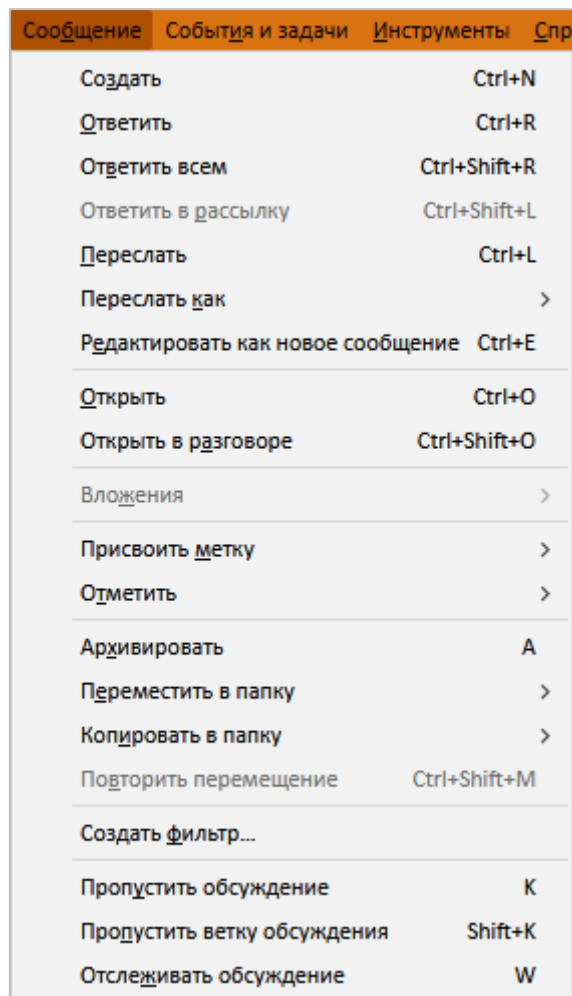 Сообщение События и задачи Инструменты Спр
Создать Ctrl+N
Ответить Ctrl+R
Ответить всем Ctrl+Shift+R
Ответить в рассылку Ctrl+Shift+L
Переслать Ctrl+L
Переслать как
Редактировать как новое сообщение Ctrl+E
Открыть Ctrl+O
Открыть в разговоре Ctrl+Shift+O
Вложения
Присвоить метку
Отметить
Архивировать A
Переместить в папку
Копировать в папку
Повторить перемещение Ctrl+Shift+M
Создать фильтр...
Пропустить обсуждение K
Пропустить ветку обсуждения Shift+K
Отслеживать обсуждение W